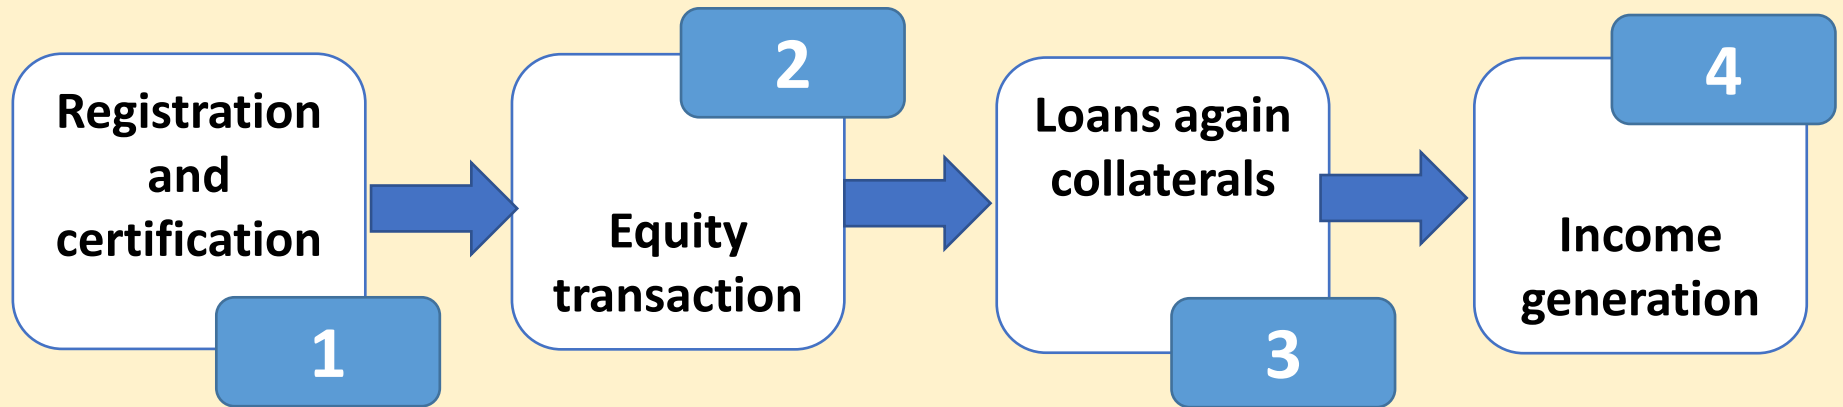 Registration
and
certification
1
2
Equity
transaction
Loans again
collaterals
3
4
Income
generation